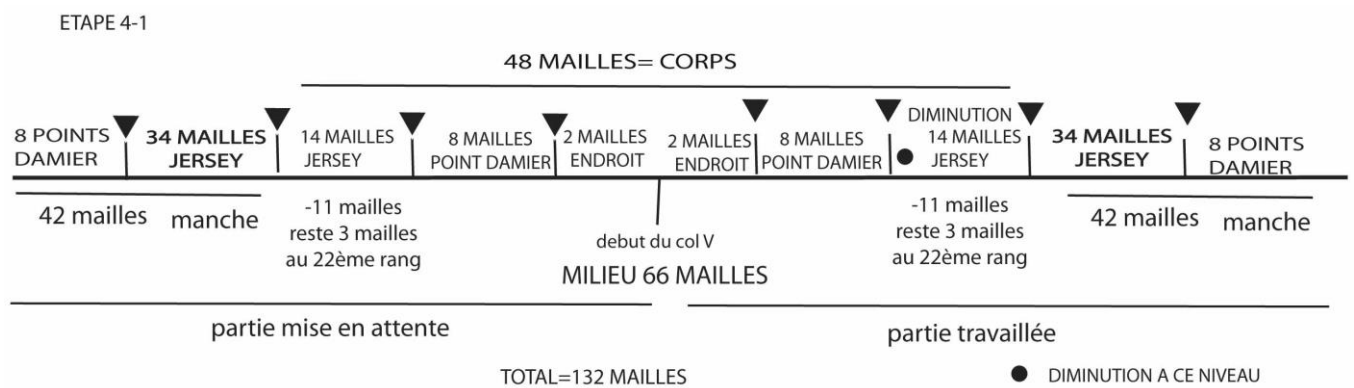 ETAPE 4-1
48 MAILLES= CORPS
8 POINTS
DAMIER
34 MAILLES
JERSEY
14 MAILLES
JERSEY
8 MAILLES
POINT DAMIER
2 MAILLES
ENDROIT
2 MAILLES
ENDROIT
8 MAILLES
POINT DAMIER
DIMINUTION
14 MAILLES
JERSEY
34 MAILLES
JERSEY
8 POINTS
DAMIER
42 mailles
manche
-11 mailles
reste 3 mailles
au 22ème rang
debut du col V
MILIEU 66 MAILLES
-11 mailles
reste 3 mailles
au 22ème rang
42 mailles
manche
partie mise en attente
partie travaillée
TOTAL=132 MAILLES
DIMINUTION A CE NIVEAU